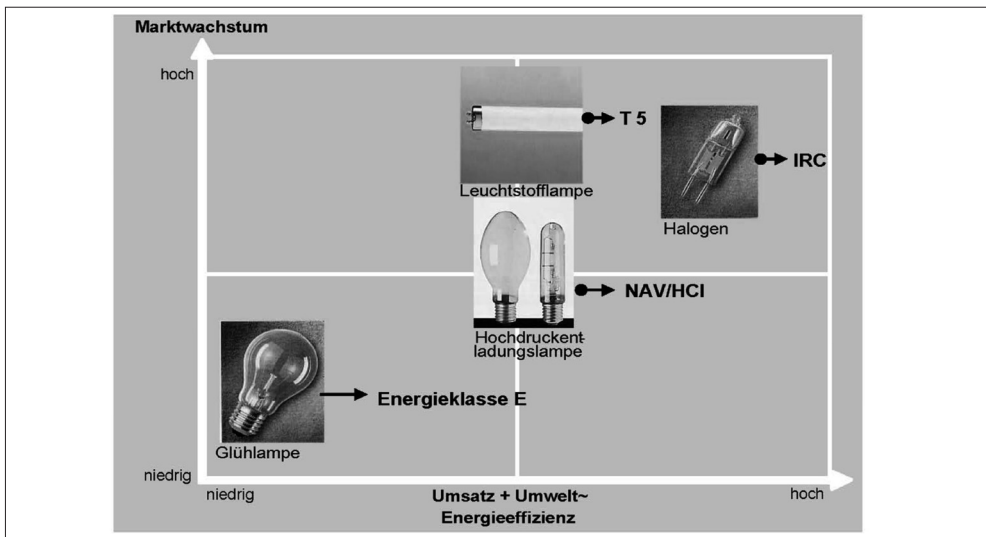 Marktwachstum
hoch
T 5
IRC
Leuchtstofflampe
Halogen
NAV/HCI
Hochdruckent-
ladungslampe
Energieklasse E
Glühlampe
niedrig
niedrig
Umsatz + Umwelt~
hoch
Energieeffizienz